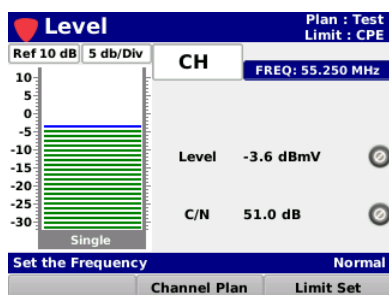 Level
Plan : Test
Limit : CPE
Ref 10 dB
5 db/Div
CH
FREQ: 55.250 MHz
10
5
0
-5
-10
-15
-20
-25
-30
Level -3.6 dBmV
C/N 51.0 dB
Single
Set the Frequency Normal
Channel Plan Limit Set